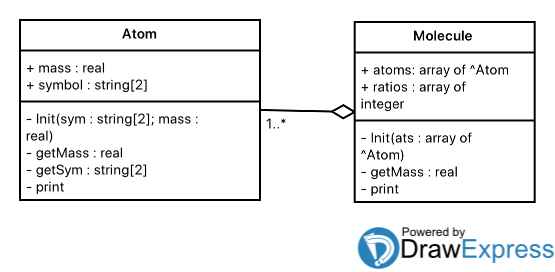 Atom
+ mass : real
+ symbol : string[2]
- Init(sym : string[2]; mass :
real)
- getMass : real
- getSym : string[2]
- print
1..*
Molecule
+ atoms: array of ^Atom
+ ratios : array of
integer
- Init(ats : array of
^Atom)
- getMass : real
- print
Powered by
DrawExpress